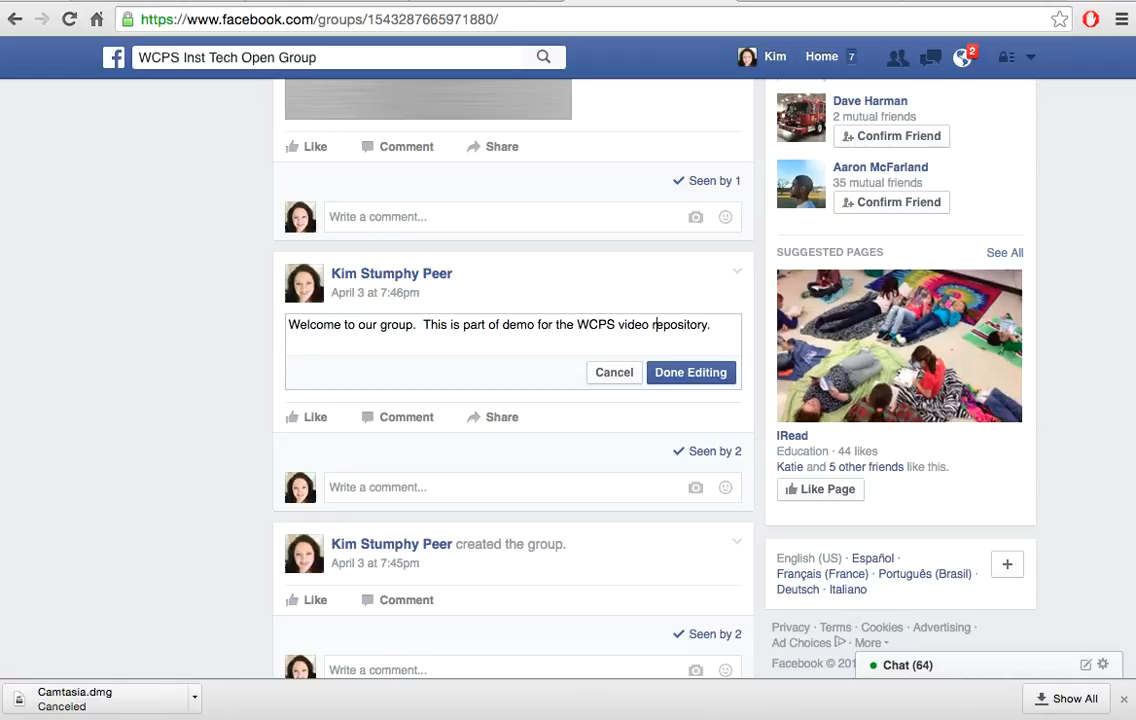 https://www.facebook.com/groups/1543287665971880/
WCPS Inst Tech Open Group
Kim
Home 7
2
Like Comment Share
Seen by 1
Write a comment...
Kim Stumphy Peer
April 3 at 7:46pm
Welcome to our group. This is part of demo for the WCPS video repository.
Cancel Done Editing
Like Comment Share
Seen by 2
Write a comment...
Kim Stumphy Peer created the group.
April 3 at 7:45pm
Like Comment
Seen by 2
Write a comment...
Dave Harman
2 mutual friends
Confirm Friend
Aaron McFarland
35 mutual friends
Confirm Friend
SUGGESTED PAGES See All
IRead
Education · 44 likes
Katie and 5 other friends like this.
Like Page
English (US) · Español ·
Français (France) · Português (Brasil) ·
Deutsch · Italiano
+
Privacy · Terms · Cookies · Advertising ·
Ad Choices · More
Facebook © 201
Chat (64)
Camtasia.dmg
Canceled
Show All